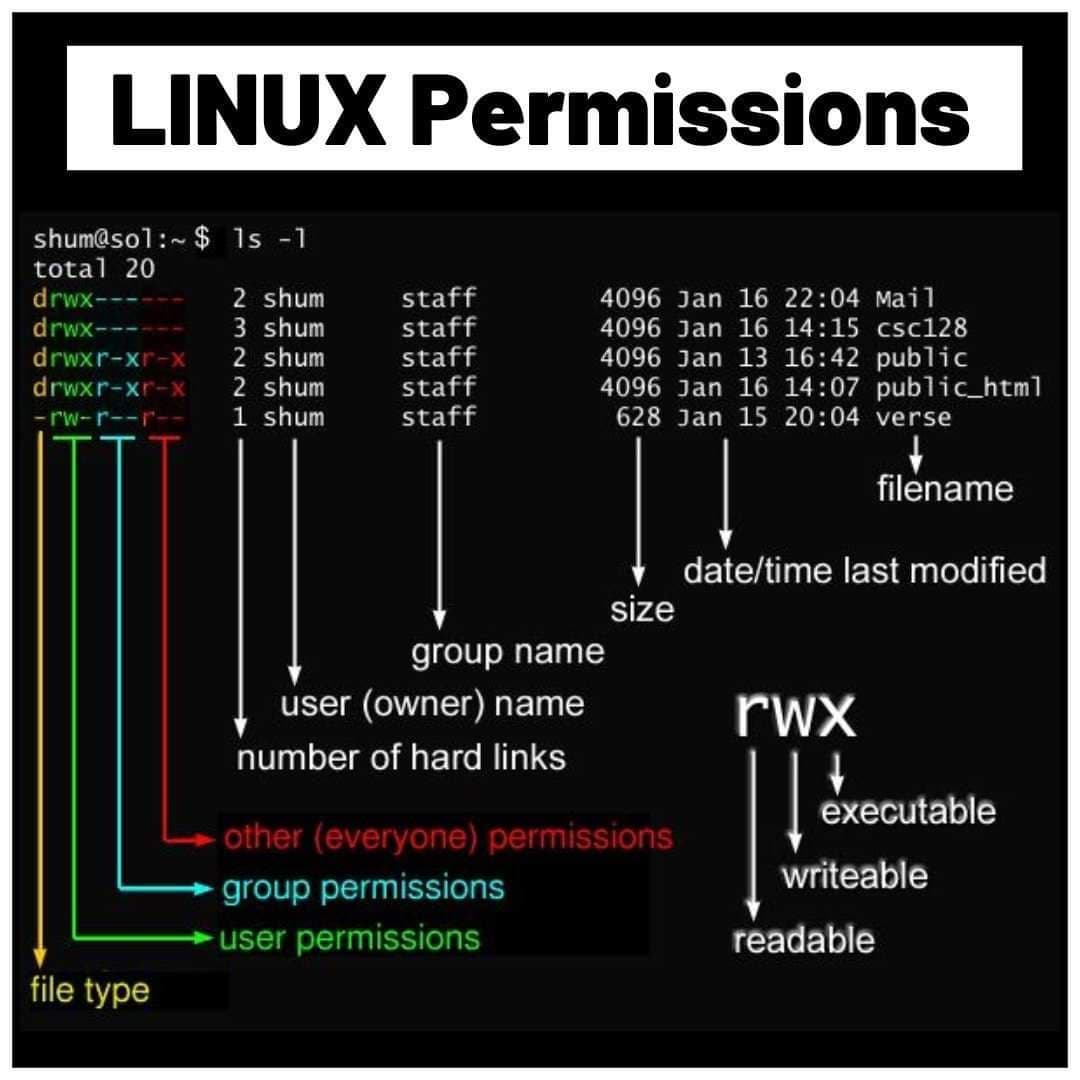 LINUX Permissions
shum@sol:~$ ls -l
total 20
drwx------ 2 shum staff 4096 Jan 16 22:04 Mail
drwx------ 3 shum staff 4096 Jan 16 14:15 csc128
drwxr-xr-x 2 shum staff 4096 Jan 13 16:42 public
drwxr-xr-x 2 shum staff 4096 Jan 16 14:07 public_html
-rw-r--r-- 1 shum staff 628 Jan 15 20:04 verse
filename
date/time last modified
size
group name
user (owner) name
number of hard links
rwx
executable
writeable
readable
other (everyone) permissions
group permissions
user permissions
file type